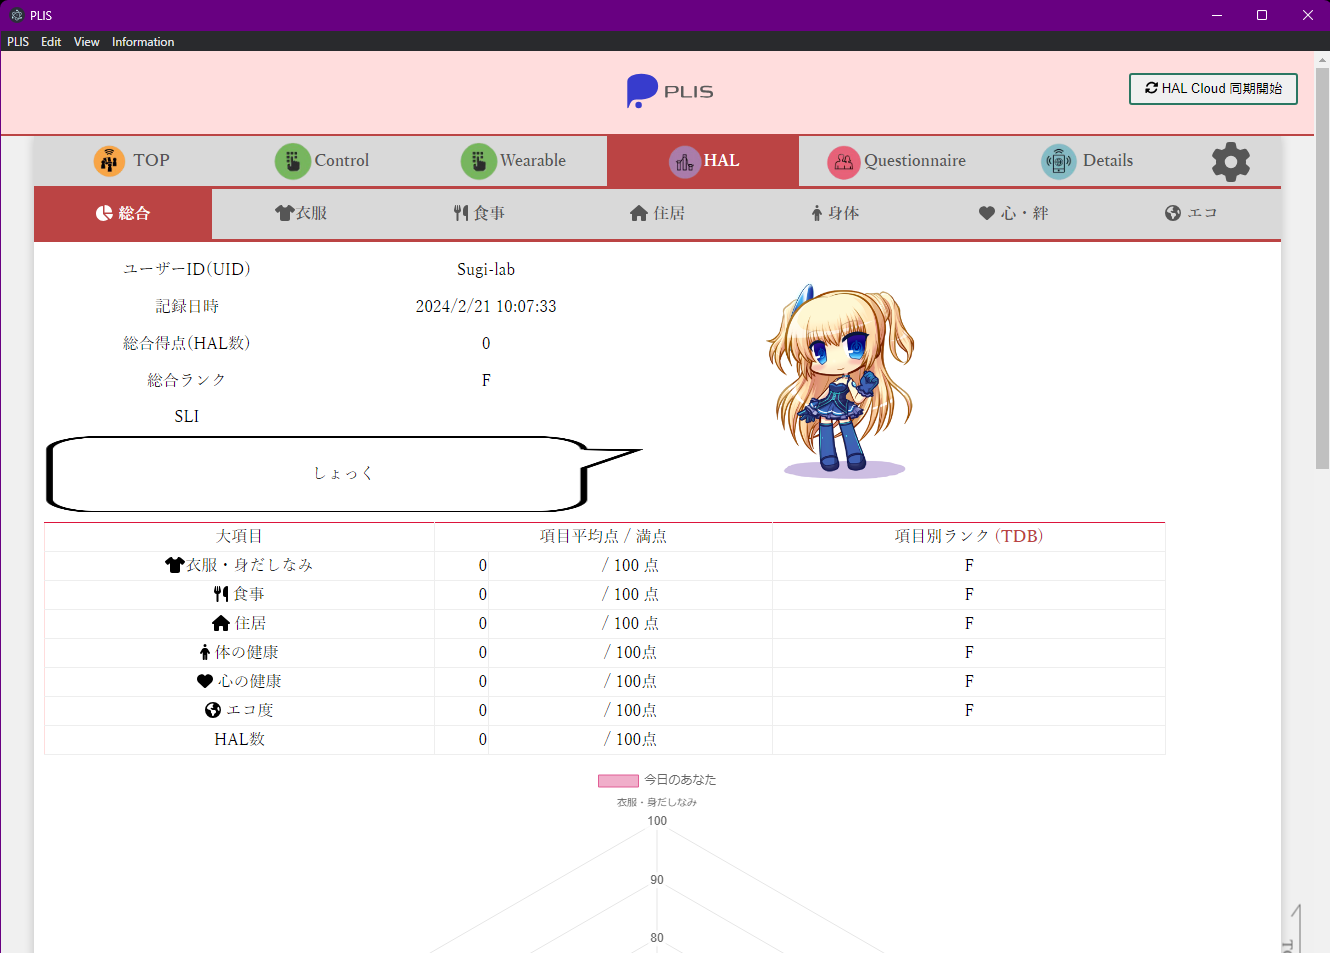 PLIS
PLIS Edit View Information
PLIS
HAL Cloud 同期開始
TOP Control Wearable HAL Questionnaire Details
総合 衣服 食事 住居 身体 心・絆 エコ
ユーザーID(UID) Sugi-lab
記録日時 2024/2/21 10:07:33
総合得点(HAL数) 0
総合ランク F
SLI
しょっく
大項目 項目平均点 / 満点 項目別ランク (TDB)
衣服・身だしなみ 0 / 100 点 F
食事 0 / 100 点 F
住居 0 / 100 点 F
体の健康 0 / 100点 F
心の健康 0 / 100点 F
エコ度 0 / 100点 F
HAL数 0 / 100点
今日のあなた
衣服・身だしなみ
100
90
80